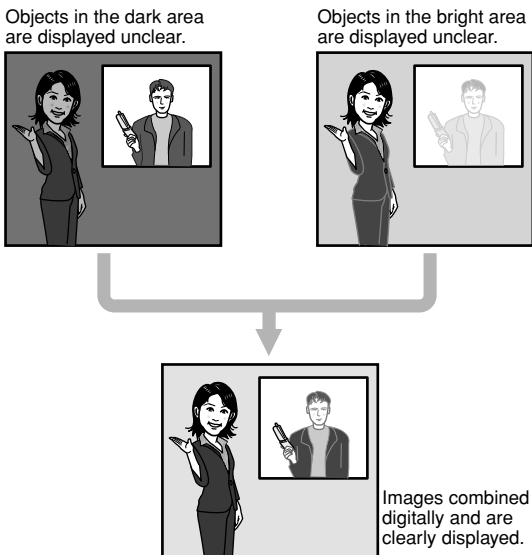 Objects in the dark area
are displayed unclear.
Objects in the bright area
are displayed unclear.
Images combined
digitally and are
clearly displayed.